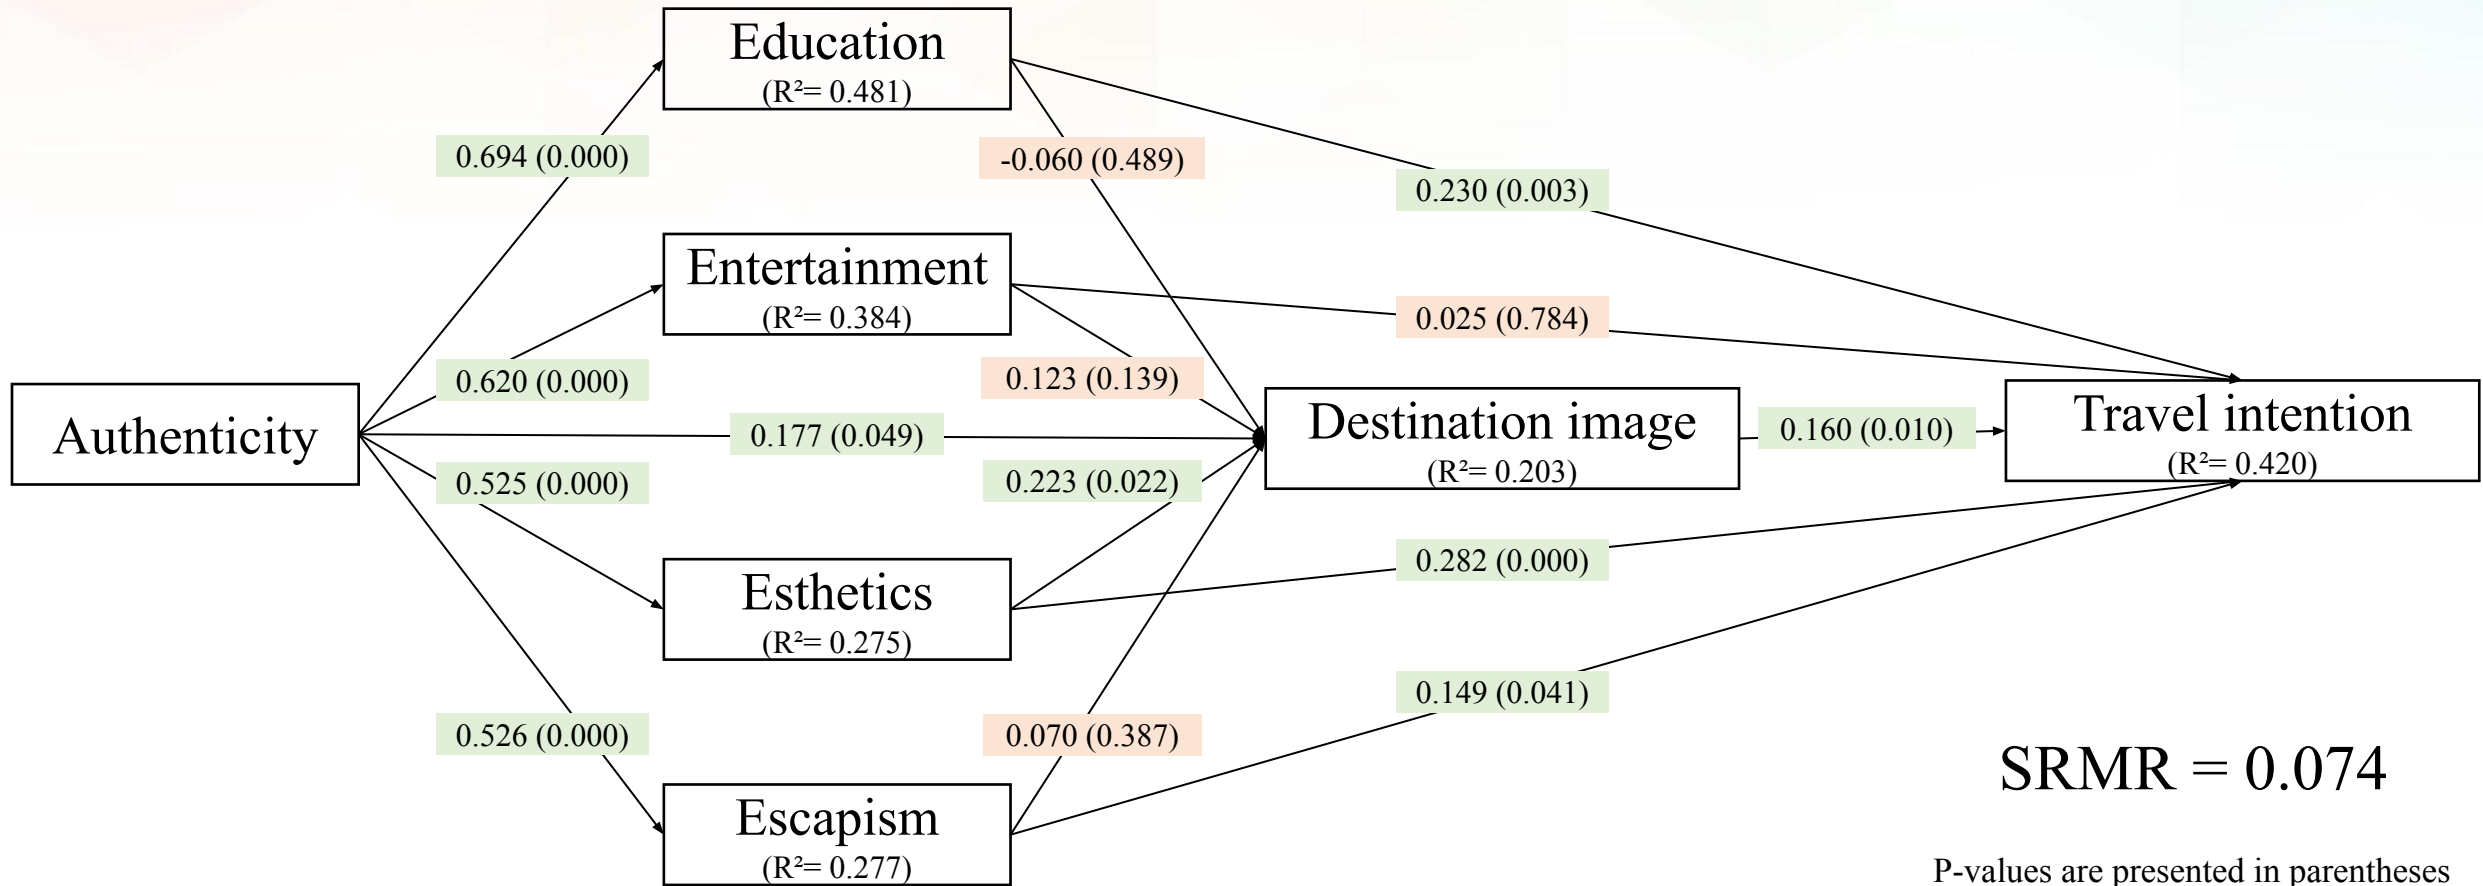 Education
(R²= 0.481)
0.694 (0.000)
-0.060 (0.489)
0.230 (0.003)
Entertainment
(R²= 0.384)
0.025 (0.784)
0.620 (0.000)
0.123 (0.139)
Authenticity
0.177 (0.049)
Destination image
(R²= 0.203)
0.160 (0.010)
Travel intention
(R²= 0.420)
0.525 (0.000)
0.223 (0.022)
Esthetics
(R²= 0.275)
0.282 (0.000)
0.149 (0.041)
0.526 (0.000)
0.070 (0.387)
Escapism
(R²= 0.277)
SRMR = 0.074
P-values are presented in parentheses